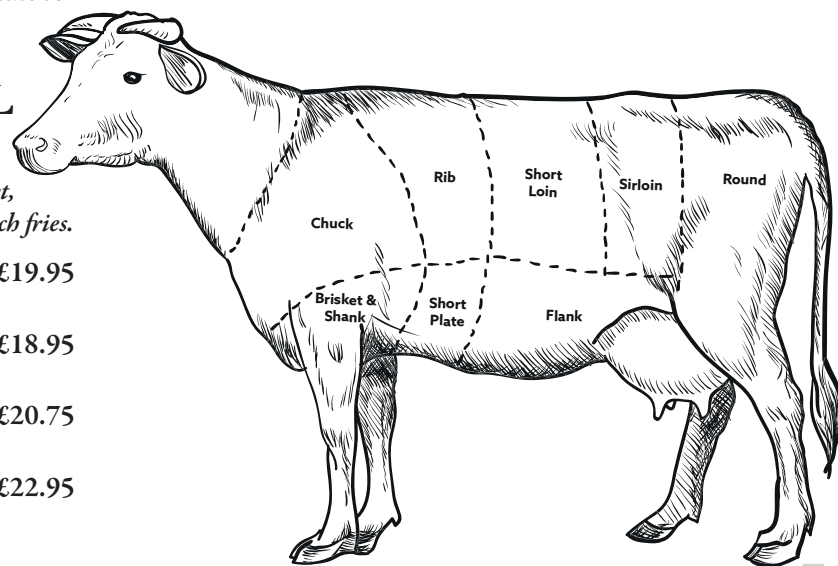 L
ch fries.
£19.95
£18.95
£20.75
£22.95
Rib
Short
Loin
Sirloin
Round
Chuck
Brisket &
Shank
Short
Plate
Flank